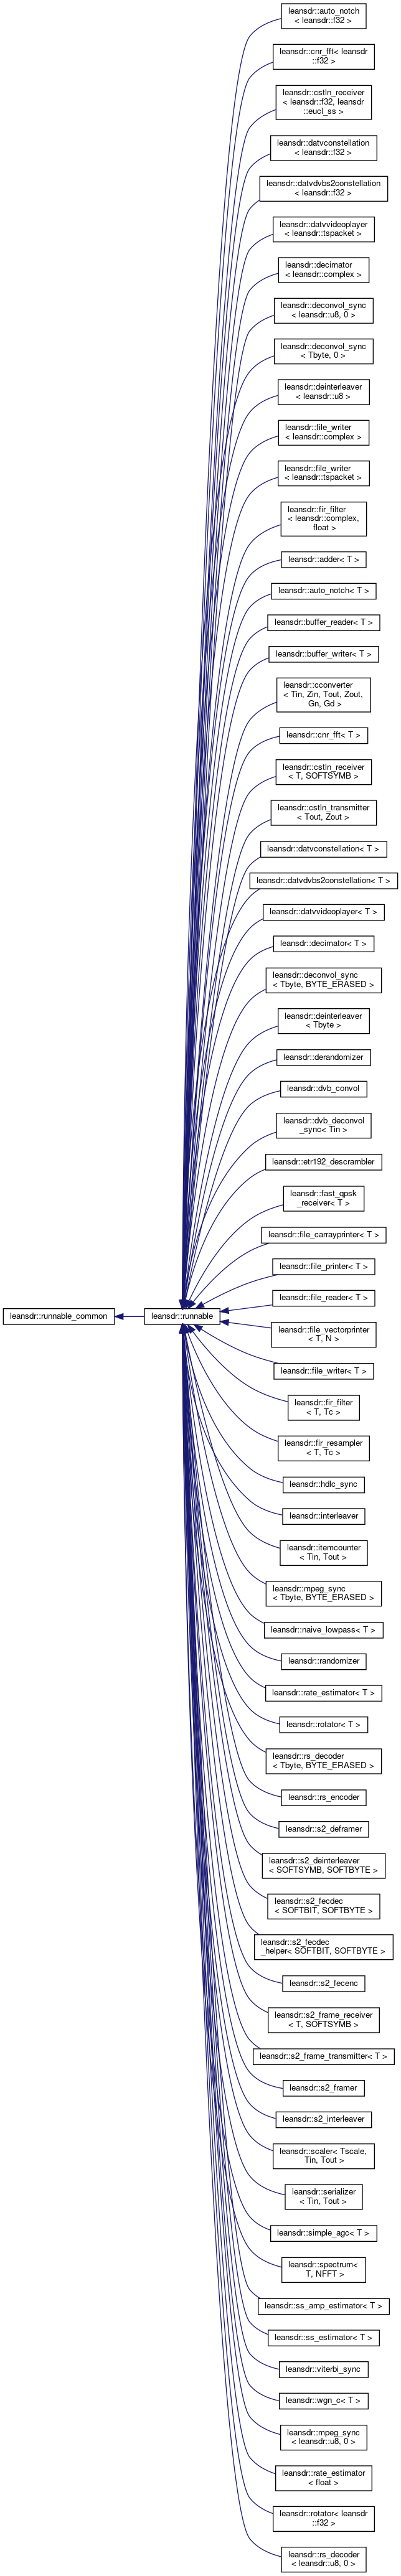 leansdr::auto_notch
< leansdr::f32 >
leansdr::cnr_fft< leansdr
::f32 >
leansdr::cstln_receiver
< leansdr::f32, leansdr
::eucl_ss >
leansdr::datvconstellation
< leansdr::f32 >
leansdr::datvdvbs2constellation
< leansdr::f32 >
leansdr::datvvideoplayer
< leansdr::tspacket >
leansdr::decimator
< leansdr::complex >
leansdr::deconvol_sync
< leansdr::u8, 0 >
leansdr::deconvol_sync
< Tbyte, 0 >
leansdr::deinterleaver
< leansdr::u8 >
leansdr::file_writer
< leansdr::complex >
leansdr::file_writer
< leansdr::tspacket >
leansdr::fir_filter
< leansdr::complex,
float >
leansdr::adder< T >
leansdr::auto_notch< T >
leansdr::buffer_reader< T >
leansdr::buffer_writer< T >
leansdr::cconverter
< Tin, Zin, Tout, Zout,
Gn, Gd >
leansdr::cnr_fft< T >
leansdr::cstln_receiver
< T, SOFTSYMB >
leansdr::cstln_transmitter
< Tout, Zout >
leansdr::datvconstellation< T >
leansdr::datvdvbs2constellation< T >
leansdr::datvvideoplayer< T >
leansdr::decimator< T >
leansdr::deconvol_sync
< Tbyte, BYTE_ERASED >
leansdr::deinterleaver
< Tbyte >
leansdr::derandomizer
leansdr::dvb_convol
leansdr::dvb_deconvol
_sync< Tin >
leansdr::etr192_descrambler
leansdr::fast_qpsk
_receiver< T >
leansdr::file_carrayprinter< T >
leansdr::file_printer< T >
leansdr::file_reader< T >
leansdr::runnable_common
leansdr::runnable
leansdr::file_vectorprinter
< T, N >
leansdr::file_writer< T >
leansdr::fir_filter
< T, Tc >
leansdr::fir_resampler
< T, Tc >
leansdr::hdlc_sync
leansdr::interleaver
leansdr::itemcounter
< Tin, Tout >
leansdr::mpeg_sync
< Tbyte, BYTE_ERASED >
leansdr::naive_lowpass< T >
leansdr::randomizer
leansdr::rate_estimator< T >
leansdr::rotator< T >
leansdr::rs_decoder
< Tbyte, BYTE_ERASED >
leansdr::rs_encoder
leansdr::s2_deframer
leansdr::s2_deinterleaver
< SOFTSYMB, SOFTBYTE >
leansdr::s2_fecdec
< SOFTBIT, SOFTBYTE >
leansdr::s2_fecdec
_helper< SOFTBIT, SOFTBYTE >
leansdr::s2_fecenc
leansdr::s2_frame_receiver
< T, SOFTSYMB >
leansdr::s2_frame_transmitter< T >
leansdr::s2_framer
leansdr::s2_interleaver
leansdr::scaler< Tscale,
Tin, Tout >
leansdr::serializer
< Tin, Tout >
leansdr::simple_agc< T >
leansdr::spectrum<
T, NFFT >
leansdr::ss_amp_estimator< T >
leansdr::ss_estimator< T >
leansdr::viterbi_sync
leansdr::wgn_c< T >
leansdr::mpeg_sync
< leansdr::u8, 0 >
leansdr::rate_estimator
< float >
leansdr::rotator< leansdr
::f32 >
leansdr::rs_decoder
< leansdr::u8, 0 >